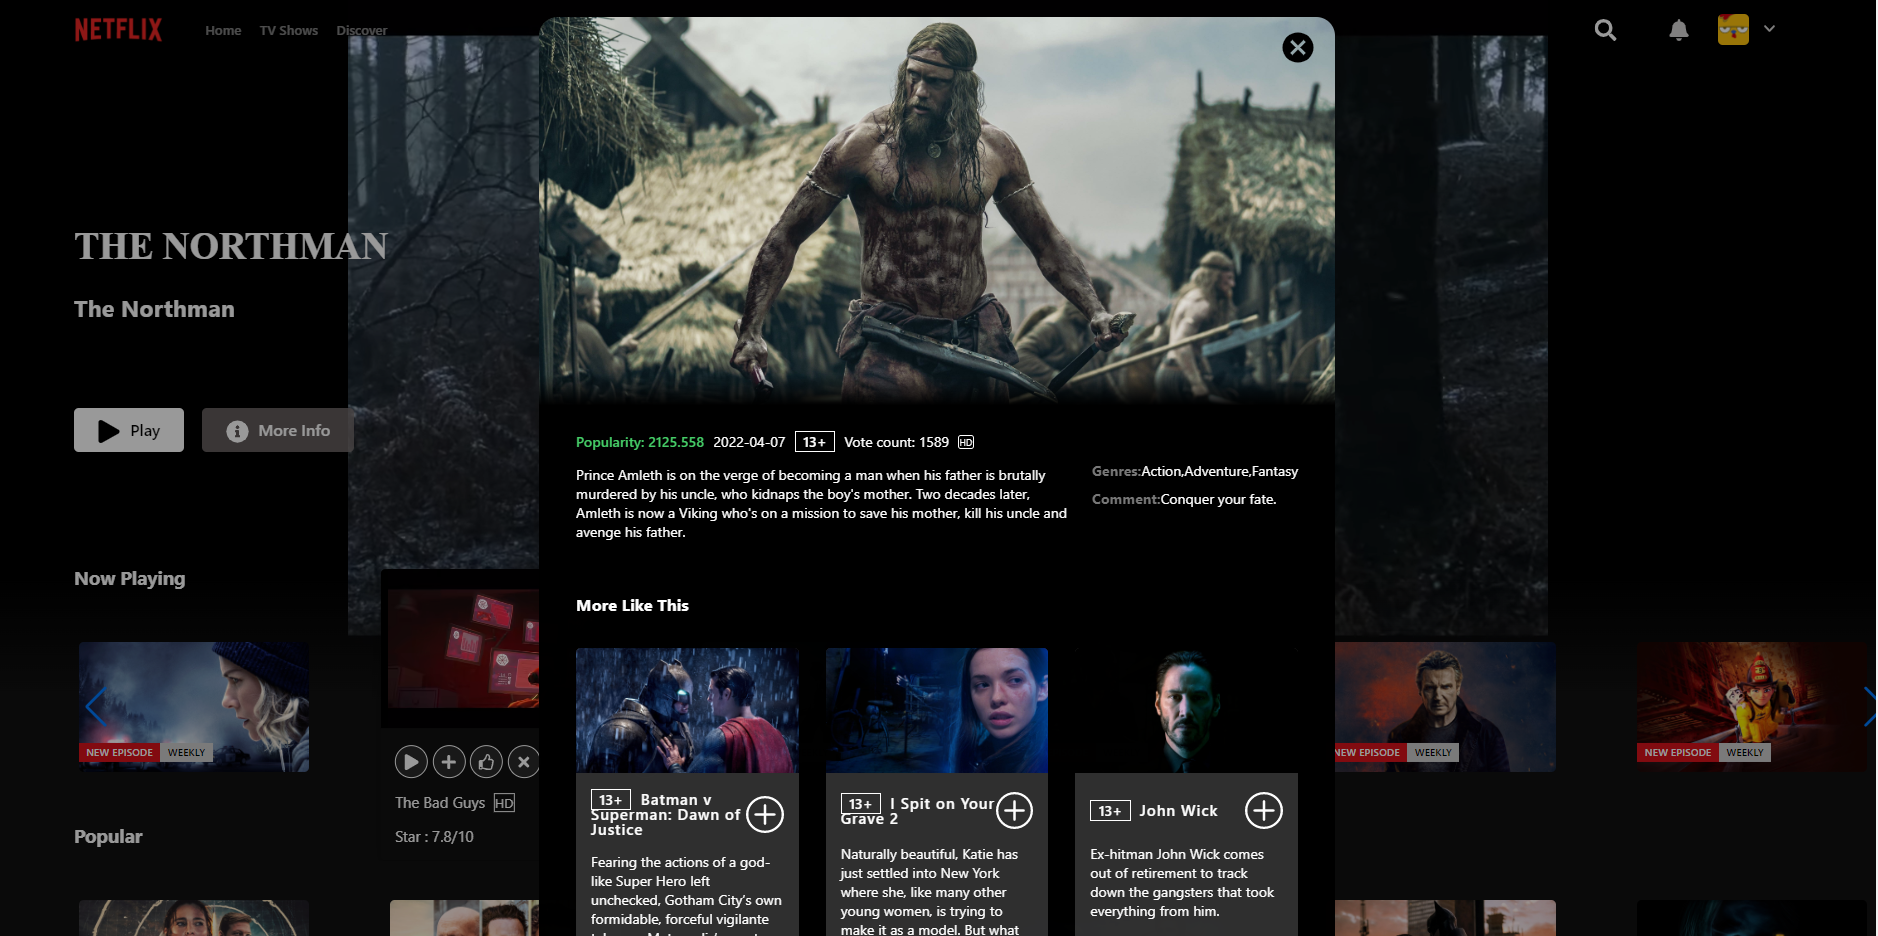 NETFLIX
Home TV Shows Discover
THE NORTHMAN
The Northman
Play
More Info
Popularity: 2125.558 2022-04-07 13+ Vote count: 1589 HD
Prince Amleth is on the verge of becoming a man when his father is brutally
murdered by his uncle, who kidnaps the boy's mother. Two decades later,
Amleth is now a Viking who's on a mission to save his mother, kill his uncle and
avenge his father.
Genres:Action,Adventure,Fantasy
Comment:Conquer your fate.
Now Playing
More Like This
NEW EPISODE WEEKLY
The Bad Guys HD
Star : 7.8/10
13+ Batman v
Superman: Dawn of
Justice
Fearing the actions of a god-
like Super Hero left
unchecked, Gotham City's own
formidable, forceful vigilante
13+ I Spit on Your
Grave 2
Naturally beautiful, Katie has
just settled into New York
where she, like many other
young women, is trying to
make it as a model. But what
13+ John Wick
Ex-hitman John Wick comes
out of retirement to track
down the gangsters that took
everything from him.
NEW EPISODE WEEKLY
NEW EPISODE WEEKLY
Popular